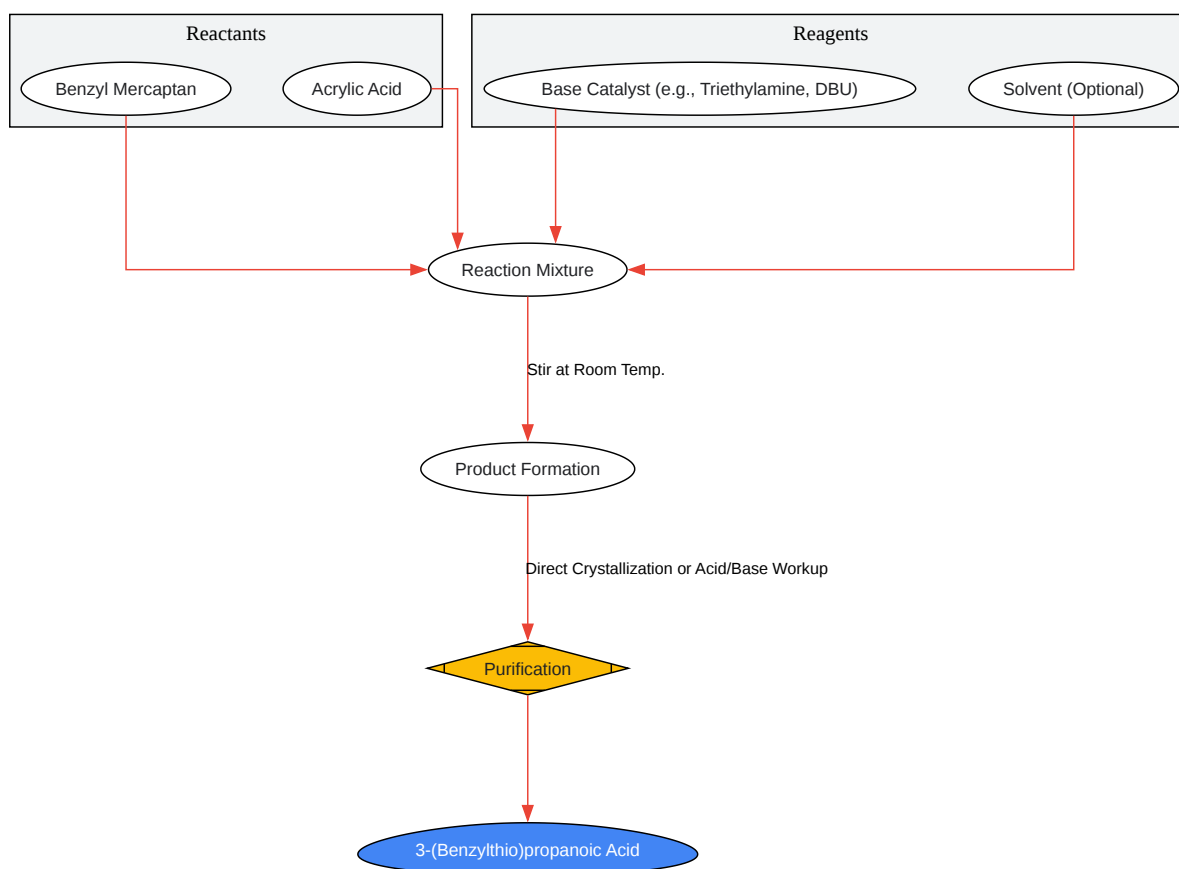 Reactants
Reagents
Benzyl Mercaptan
Acrylic Acid
Base Catalyst (e.g., Triethylamine, DBU)
Solvent (Optional)
Reaction Mixture
Stir at Room Temp.
Product Formation
Direct Crystallization or Acid/Base Workup
Purification
3-(Benzylthio)propanoic Acid